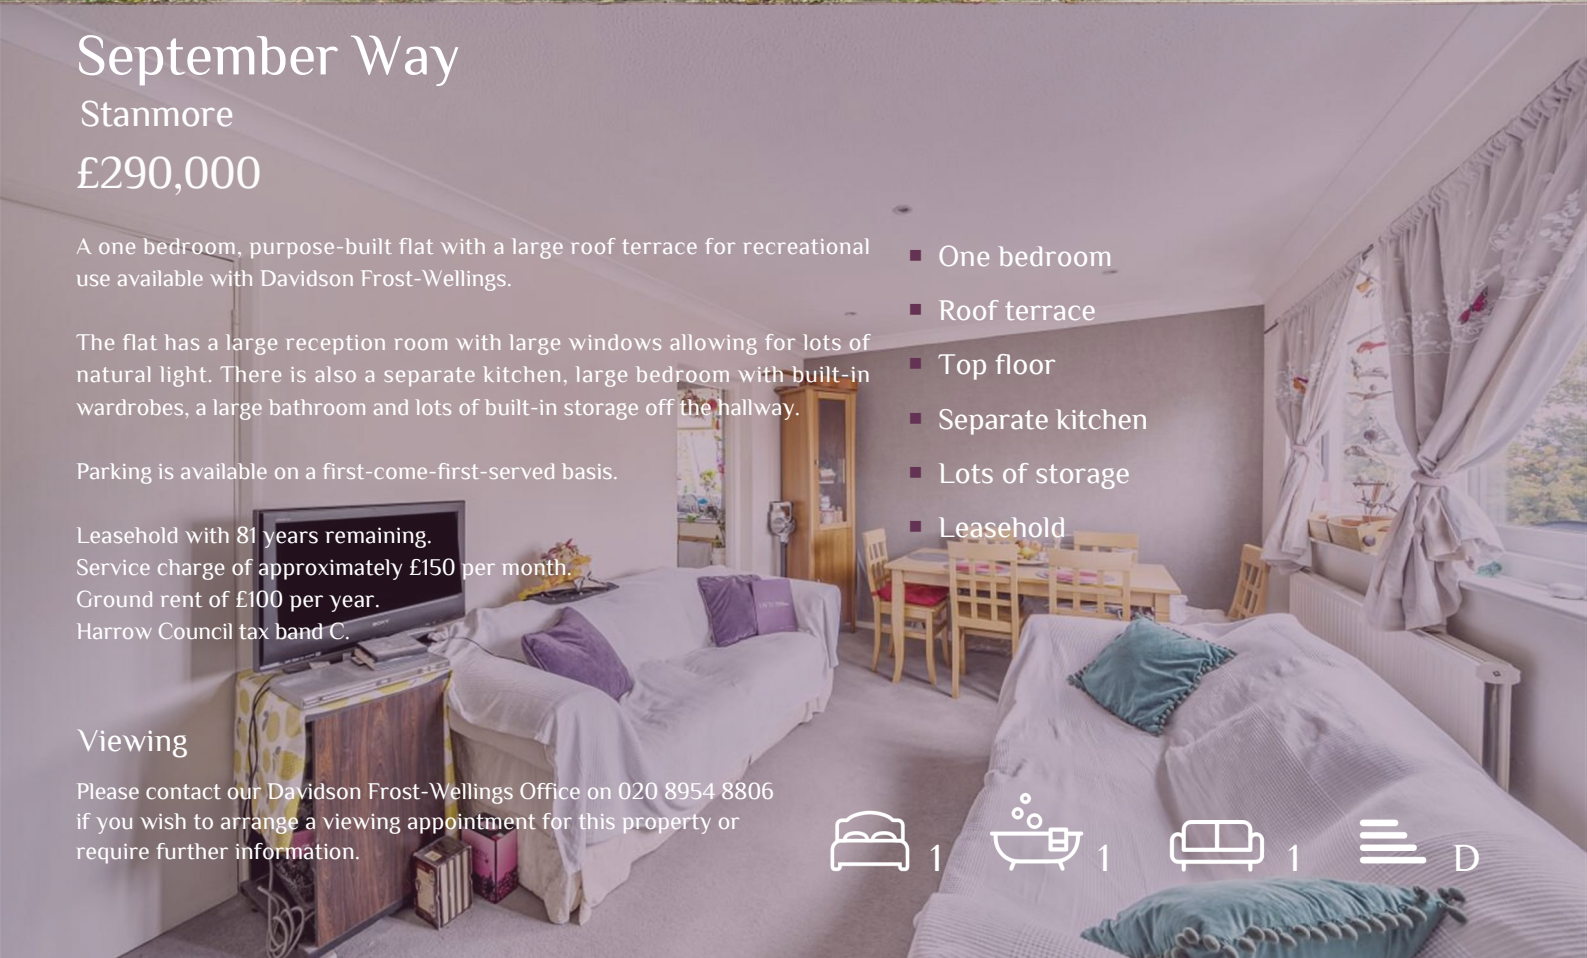 September Way
Stanmore
£290,000
A one bedroom, purpose-built flat with a large roof terrace for recreational
use available with Davidson Frost-Wellings.
The flat has a large reception room with large windows allowing for lots of
natural light. There is also a separate kitchen, large bedroom with built-in
wardrobes, a large bathroom and lots of built-in storage off the hallway.
Parking is available on a first-come-first-served basis.
Leasehold with 81 years remaining.
Service charge of approximately £150 per month.
Ground rent of £100 per year.
Harrow Council tax band C.
One bedroom
Roof terrace
Top floor
Separate kitchen
Lots of storage
Leasehold
Viewing
Please contact our Davidson Frost-Wellings Office on 020 8954 8806
if you wish to arrange a viewing appointment for this property or
require further information.
1 1 1 D
SONY